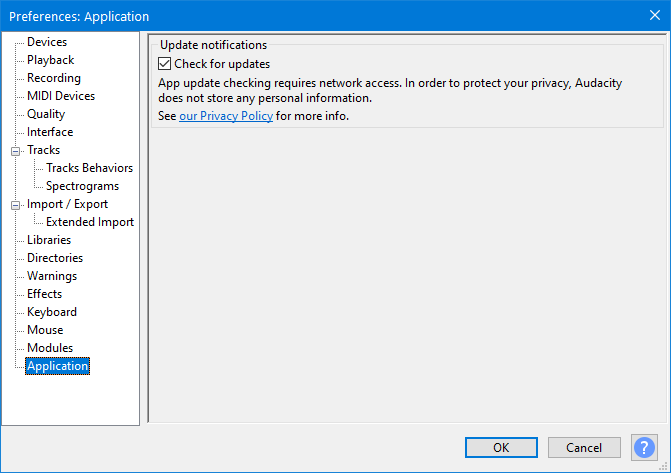 Preferences: Application
Devices
Playback
Recording
MIDI Devices
Quality
Interface
Tracks
Tracks Behaviors
Spectrograms
Import / Export
Extended Import
Libraries
Directories
Warnings
Effects
Keyboard
Mouse
Modules
Application
Update notifications
Check for updates
App update checking requires network access. In order to protect your privacy, Audacity
does not store any personal information.
See our Privacy Policy for more info.
OK
Cancel
?